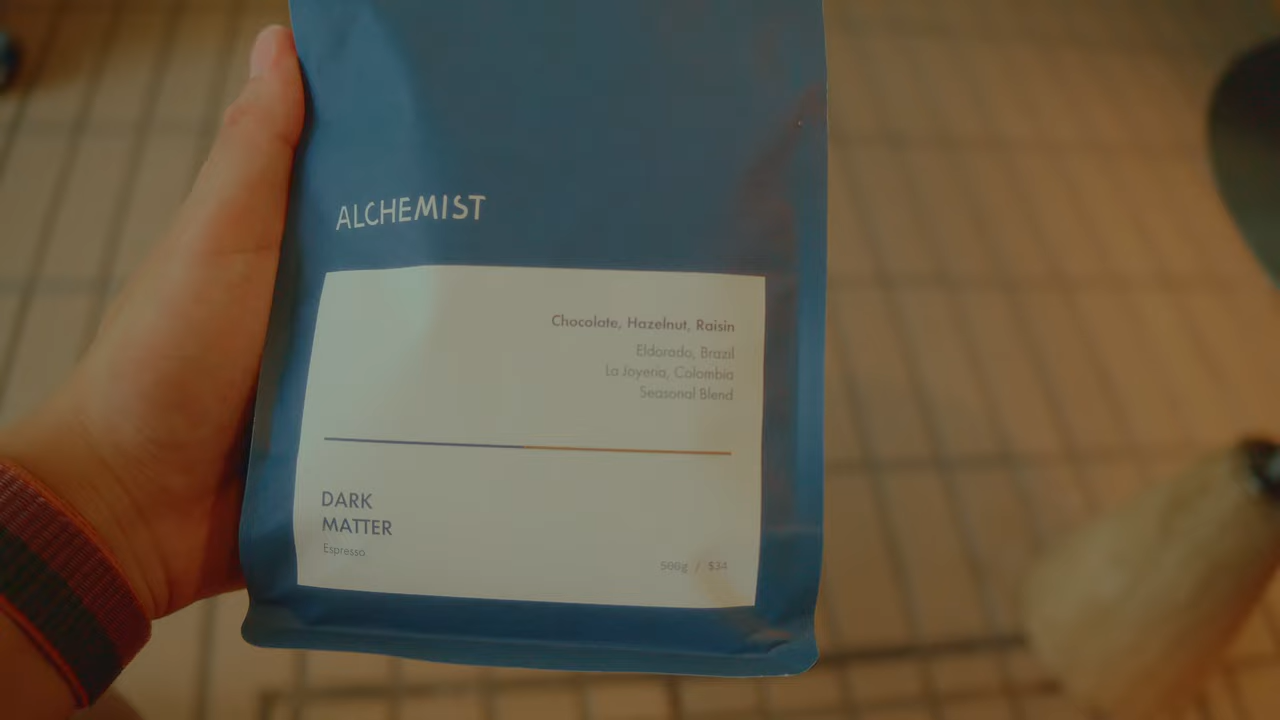 ALCHEMIST
Chocolate, Hazelnut, Raisin
Eldorado, Brazil
La Joyeria, Colombia
Seasonal Blend
DARK
MATTER
Espresso
500g / $34